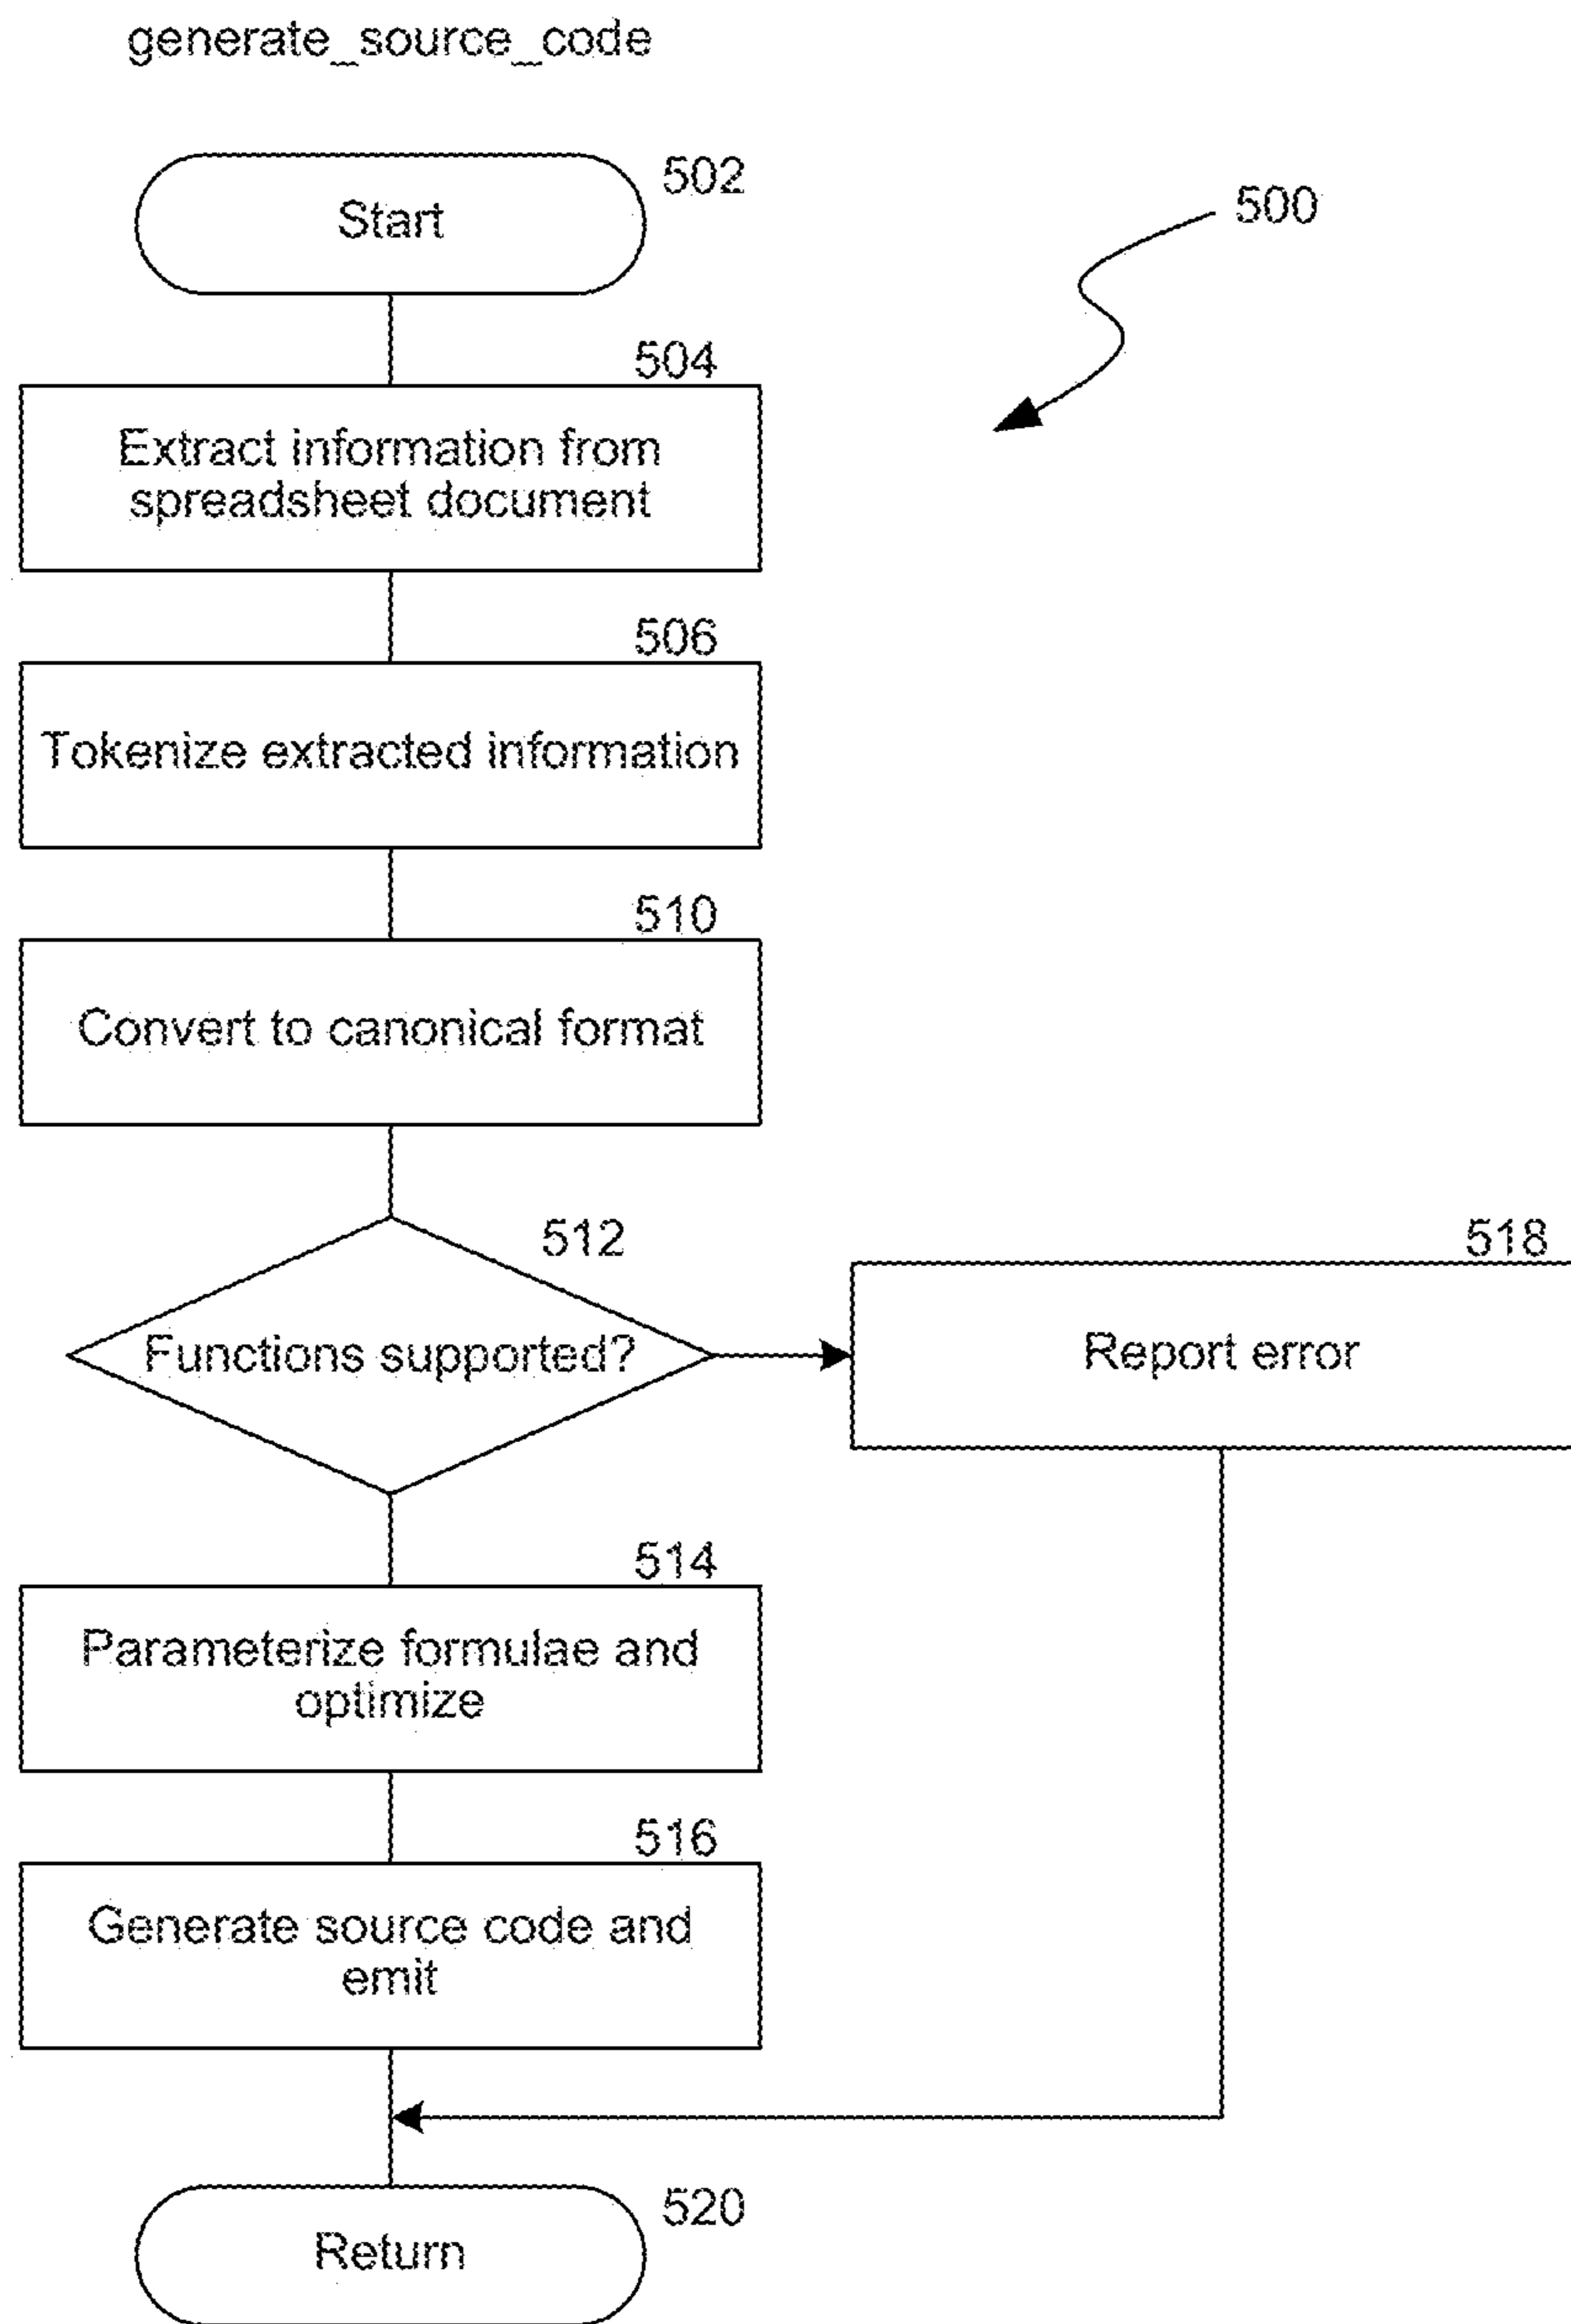 generate_source_code
502
Start
500
504
Extract information from
spreadsheet document
506
Tokenize extracted information
510
Convert to canonical format
512
Functions supported?
518
Report error
514
Parameterize formulae and
optimize
516
Generate source code and
emit
520
Return